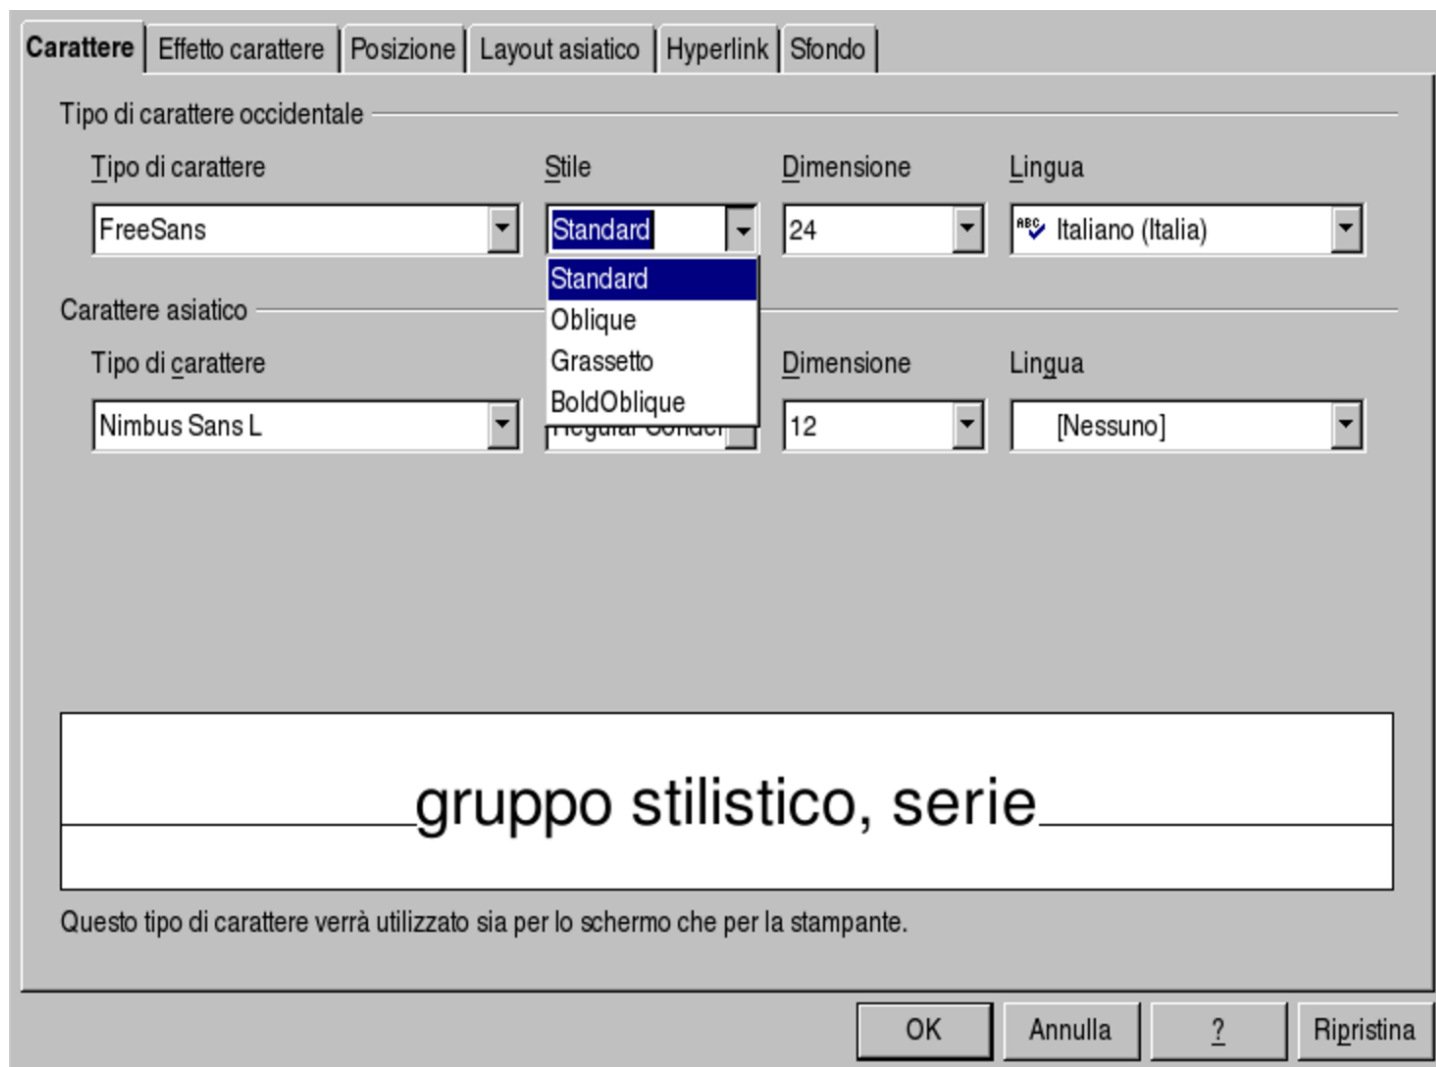 Carattere Effetto carattere Posizione Layout asiatico Hyperlink Sfondo
Tipo di carattere occidentale
Tipo di carattere Stile Dimensione Lingua
FreeSans Standard 24 ABC Italiano (Italia)
Standard
Oblique
Grassetto
BoldOblique
Carattere asiatico
Tipo di carattere Dimensione Lingua
Nimbus Sans L Regular 12 [Nessuno]
gruppo stilistico, serie
Questo tipo di carattere verrà utilizzato sia per lo schermo che per la stampante.
OK Annulla ? Ripristina